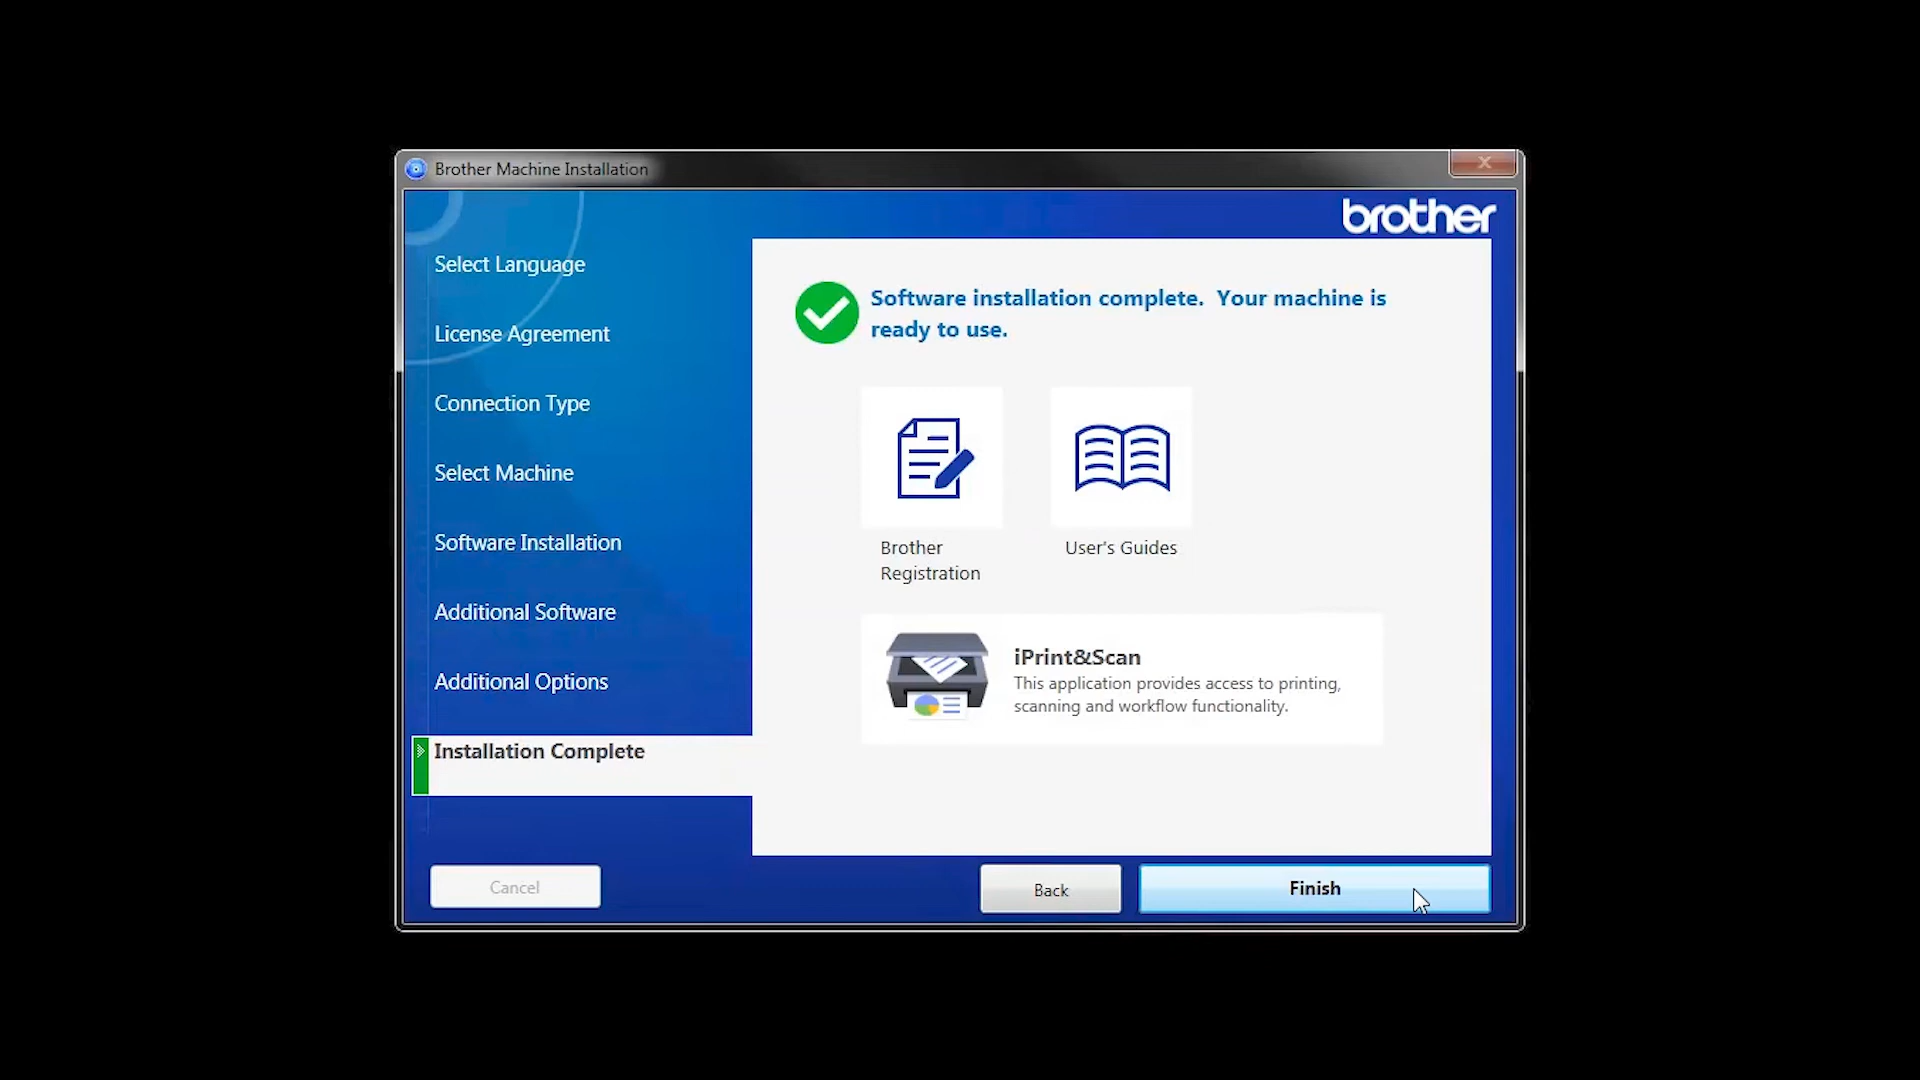 Brother Machine Installation
brother
Select Language
License Agreement
Connection Type
Select Machine
Software Installation
Additional Software
Additional Options
Installation Complete
Software installation complete.  Your machine is
ready to use.
Brother
Registration
User's Guides
iPrint&Scan
This application provides access to printing,
scanning and workflow functionality.
Cancel
Back
Finish